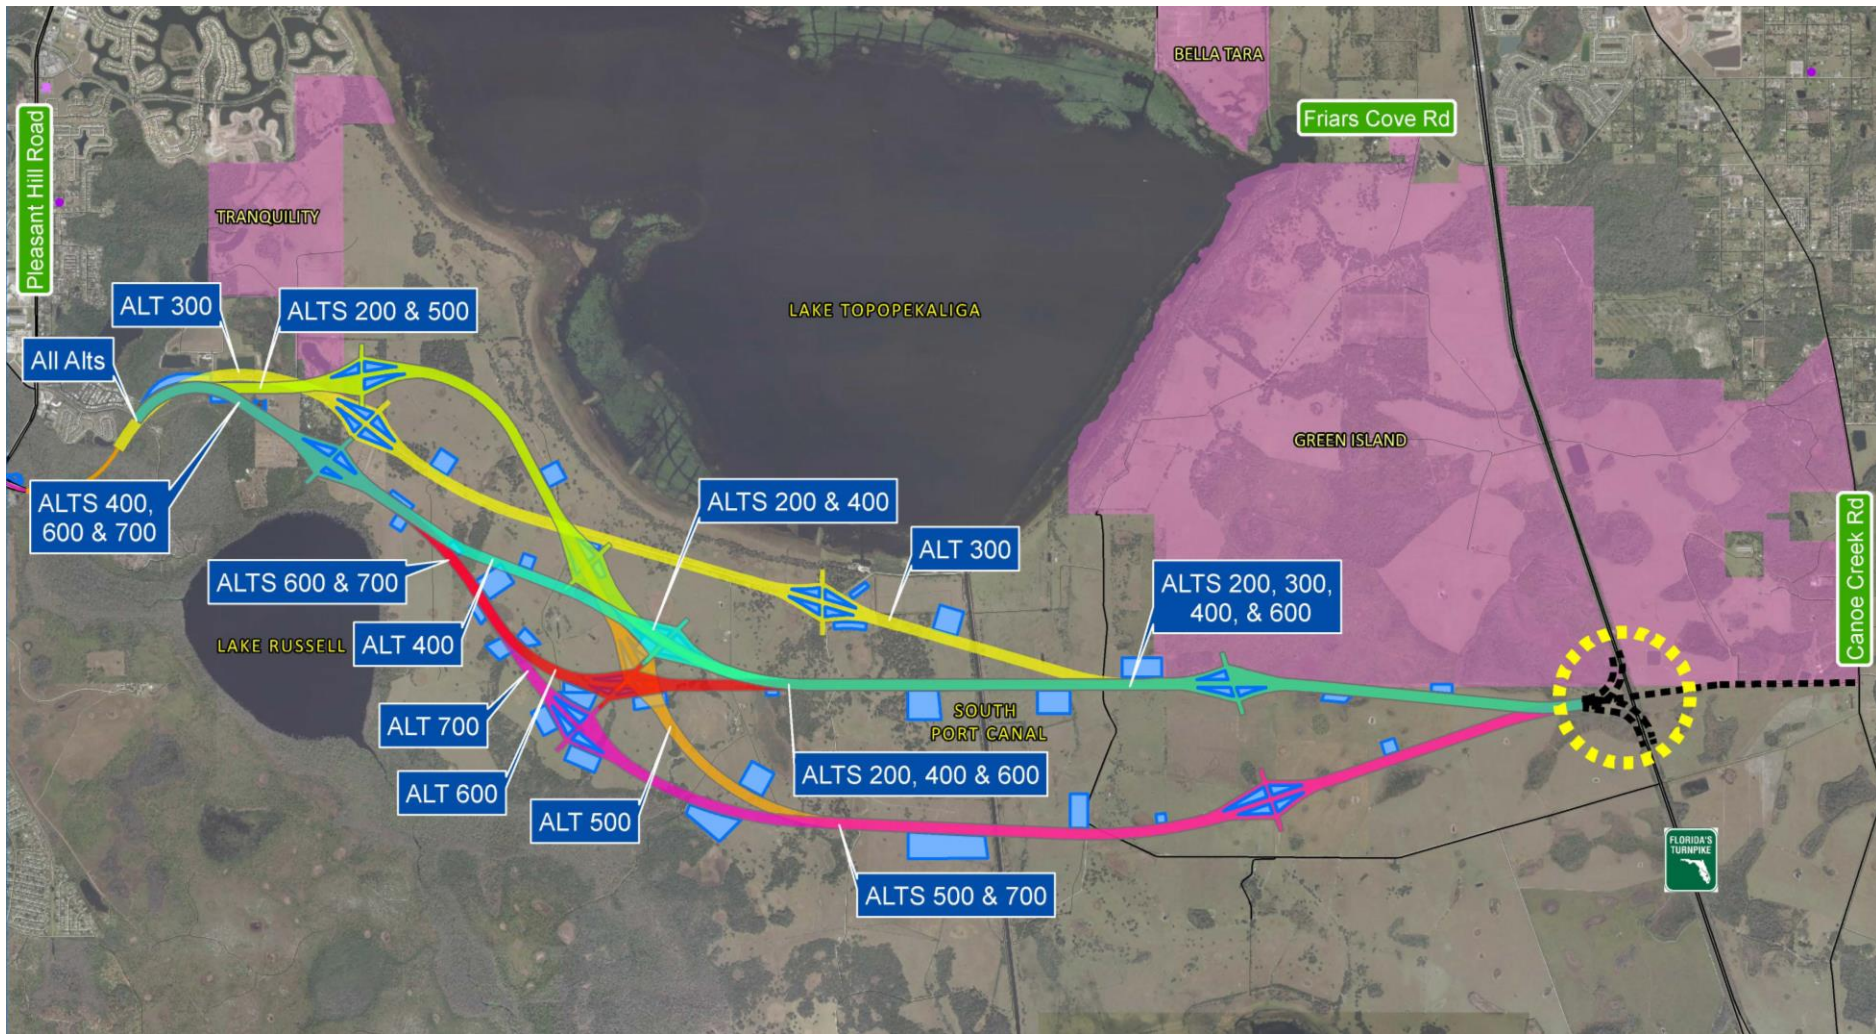 BELLA TARA
Friars Cove Rd
Pleasant Hill Road
TRANQUILITY
ALT 300
ALTS 200 & 500
LAKE TOPOPEKALIGA
All Alts
GREEN ISLAND
ALTS 400,
600 & 700
ALTS 200 & 400
ALT 300
Canoe Creek Rd
ALTS 600 & 700
ALTS 200, 300,
400, & 600
LAKE RUSSELL
ALT 400
ALT 700
SOUTH
PORT CANAL
ALT 600
ALTS 200, 400 & 600
ALT 500
FLORIDA'S
TURNPIKE
ALTS 500 & 700